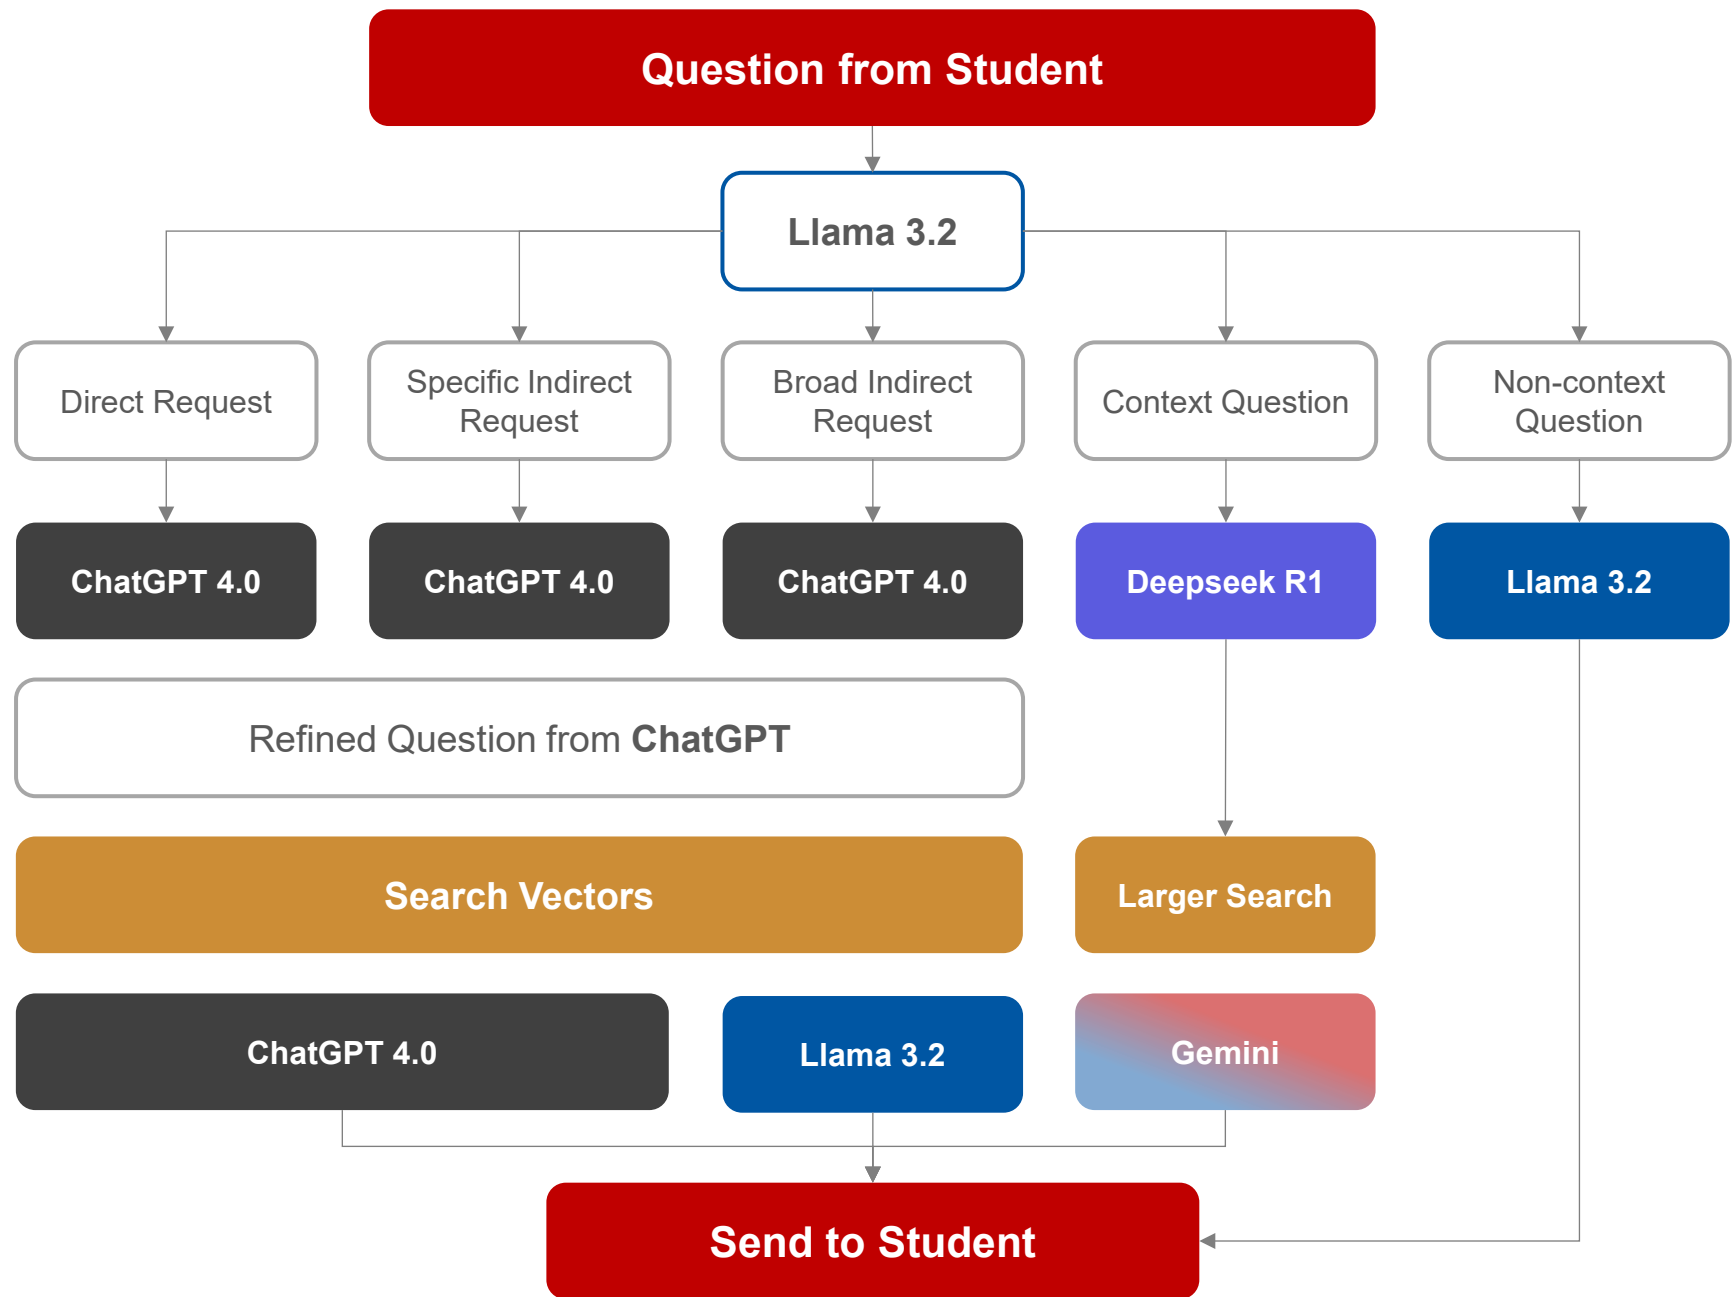 Question from Student
Llama 3.2
Direct Request
Specific Indirect
Request
Broad Indirect
Request
Context Question
Non-context
Question
ChatGPT 4.0
ChatGPT 4.0
ChatGPT 4.0
Deepseek R1
Llama 3.2
Refined Question from ChatGPT
Search Vectors
Larger Search
ChatGPT 4.0
Llama 3.2
Gemini
Send to Student